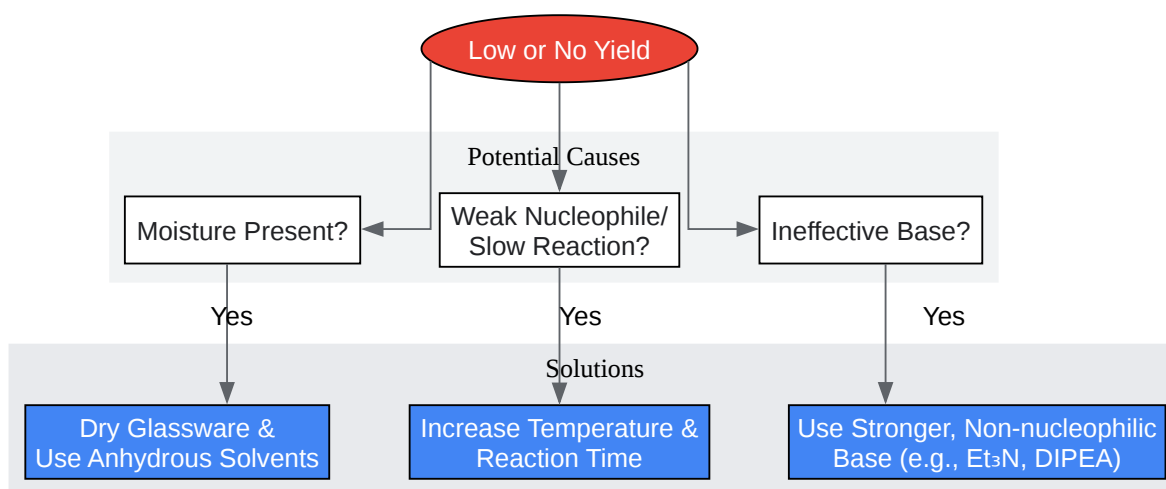 Low or No Yield
Potential Causes
Moisture Present?
Weak Nucleophile/
Slow Reaction?
Ineffective Base?
Yes
Yes
Yes
Solutions
Dry Glassware &
Use Anhydrous Solvents
Increase Temperature &
Reaction Time
Use Stronger, Non-nucleophilic
Base (e.g., Et₃N, DIPEA)